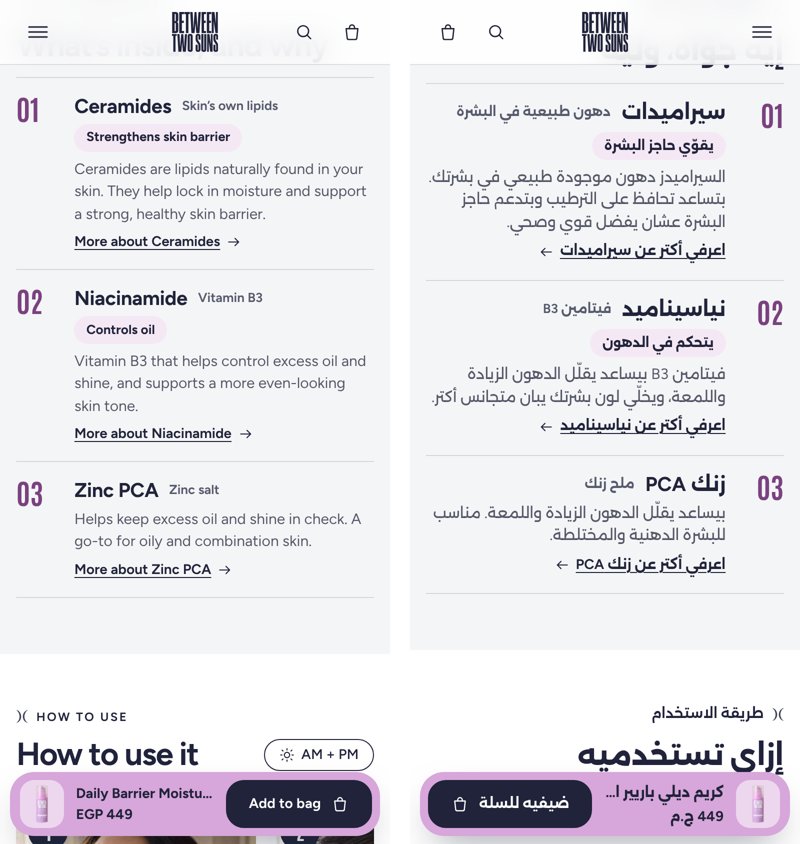 BETWEEN
TWO SUNS
What's inside, and why
01
Ceramides Skin's own lipids
Strengthens skin barrier
Ceramides are lipids naturally found in your
skin. They help lock in moisture and support
a strong, healthy skin barrier.
More about Ceramides →
02
Niacinamide Vitamin B3
Controls oil
Vitamin B3 that helps control excess oil and
shine, and supports a more even-looking
skin tone.
More about Niacinamide →
03
Zinc PCA Zinc salt
Helps keep excess oil and shine in check. A
go-to for oily and combination skin.
More about Zinc PCA →
HOW TO USE
How to use it
AM + PM
Daily Barrier Moistu...
EGP 449
Add to bag
1
2
BETWEEN
TWO SUNS
01
سيراميدات دهون طبيعية في البشرة
يقوّي حاجز البشرة
السيراميدز دهون موجودة طبيعي في بشرتك.
بتساعد تحافظ على الترطيب وبتدعم حاجز
البشرة عشان يفضل قوي وصحي.
اعرفي أكتر عن سيراميدات ←
02
نياسيناميد فيتامين B3
يتحكم في الدهون
فيتامين B3 بيساعد يقلّل الدهون الزيادة
واللمعة، ويخلّي لون بشرتك يبان متجانس أكتر.
اعرفي أكتر عن نياسيناميد ←
03
زنك PCA ملح زنك
بيساعد يقلّل الدهون الزيادة واللمعة. مناسب
للبشرة الدهنية والمختلطة.
اعرفي أكتر عن زنك PCA ←
طريقة الاستخدام
إزاي تستخدميه
كريم ديلي باريير ا...
449 ج.م
ضيفيه للسلة